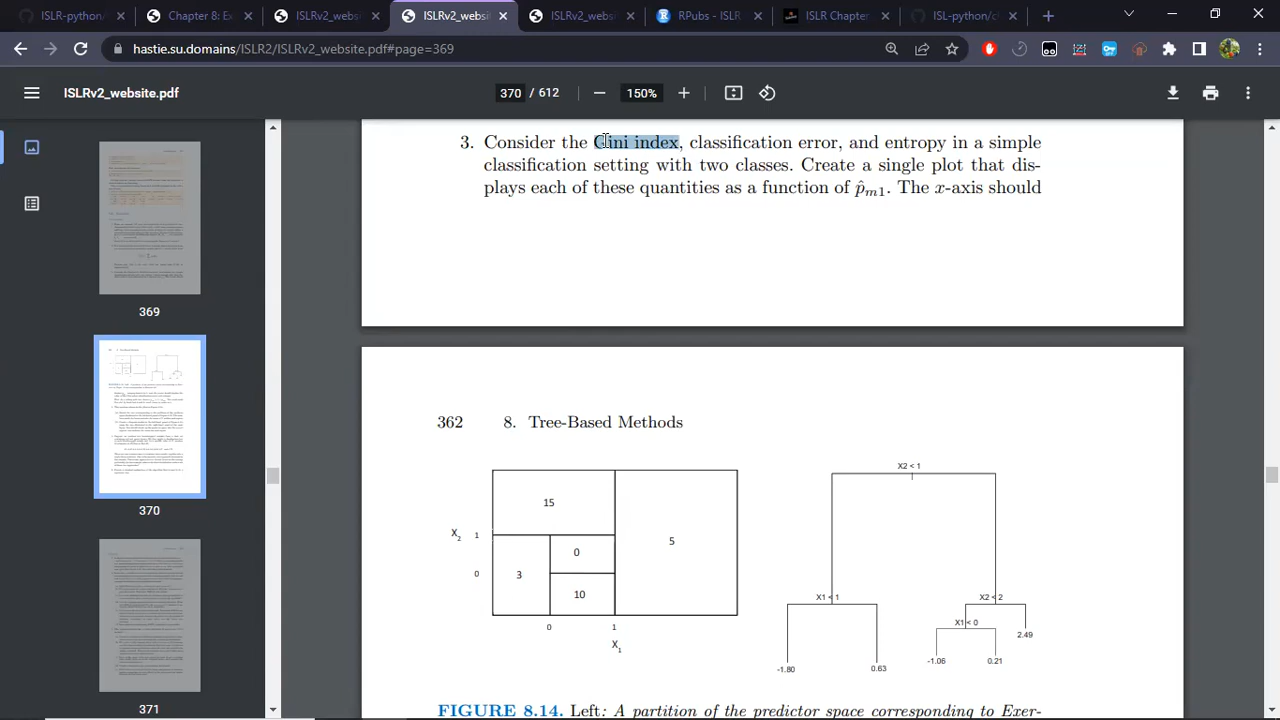 ISLR-python/
Chapter 8: E
ISLRv2_websi
ISLRv2_websi
ISLRv2_websi
RPubs - ISLR
ISLR Chapter
ISL-python/c
hastie.su.domains/ISLR2/ISLRv2_website.pdf#page=369
ISLRv2_website.pdf
370 / 612
150%
369
370
371
3. Consider the Gini index, classification error, and entropy in a simple
classification setting with two classes. Create a single plot that dis-
plays each of these quantities as a function of p̂m1. The x-axis should
362 8. Tree-Based Methods
15
5
0
3
10
X2
1
0
0
1
X1
X2 < 1
X1 < 1
X2 < 2
X1 < 0
2.49
-1.80
0.63
-1.06
0.21
FIGURE 8.14. Left: A partition of the predictor space corresponding to Exer-